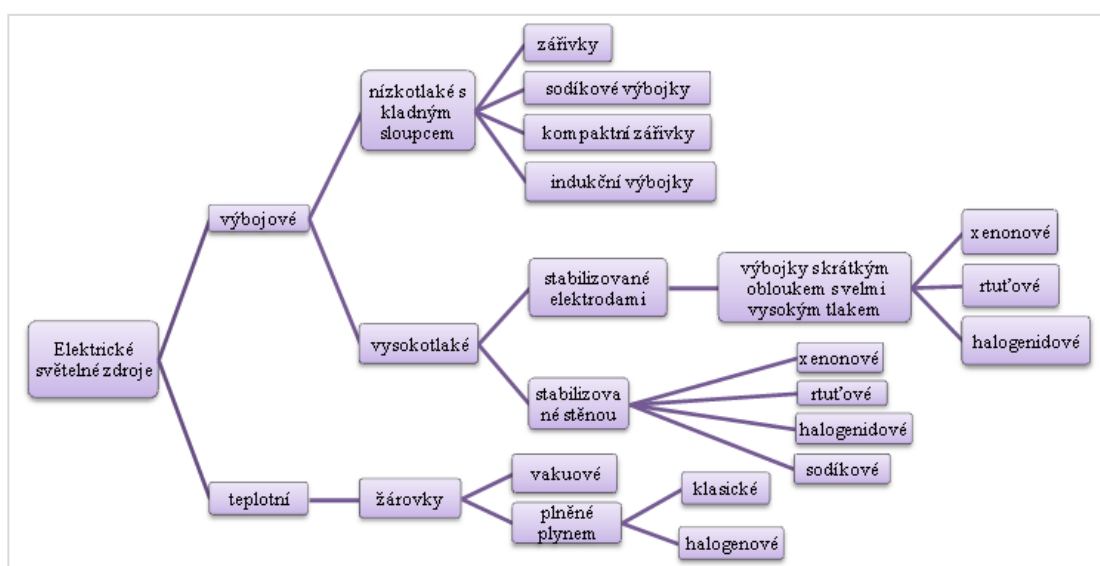 zářivky
nízkotlaké s
kladným
sloupcem
sodíkové výbojky
kompaktní zářivky
indukční výbojky
výbojové
xenonové
stabilizované
elektrodami
výbojky s krátkým
obloukem s velmi
vysokým tlakem
rtuťové
halogenidové
Elektrické
světelné zdroje
vysokotlaké
xenonové
stabilizova
né stěnou
rtuťové
halogenidové
sodíkové
teplotní
žárovky
vakuové
plněné
plynem
klasické
halogenové